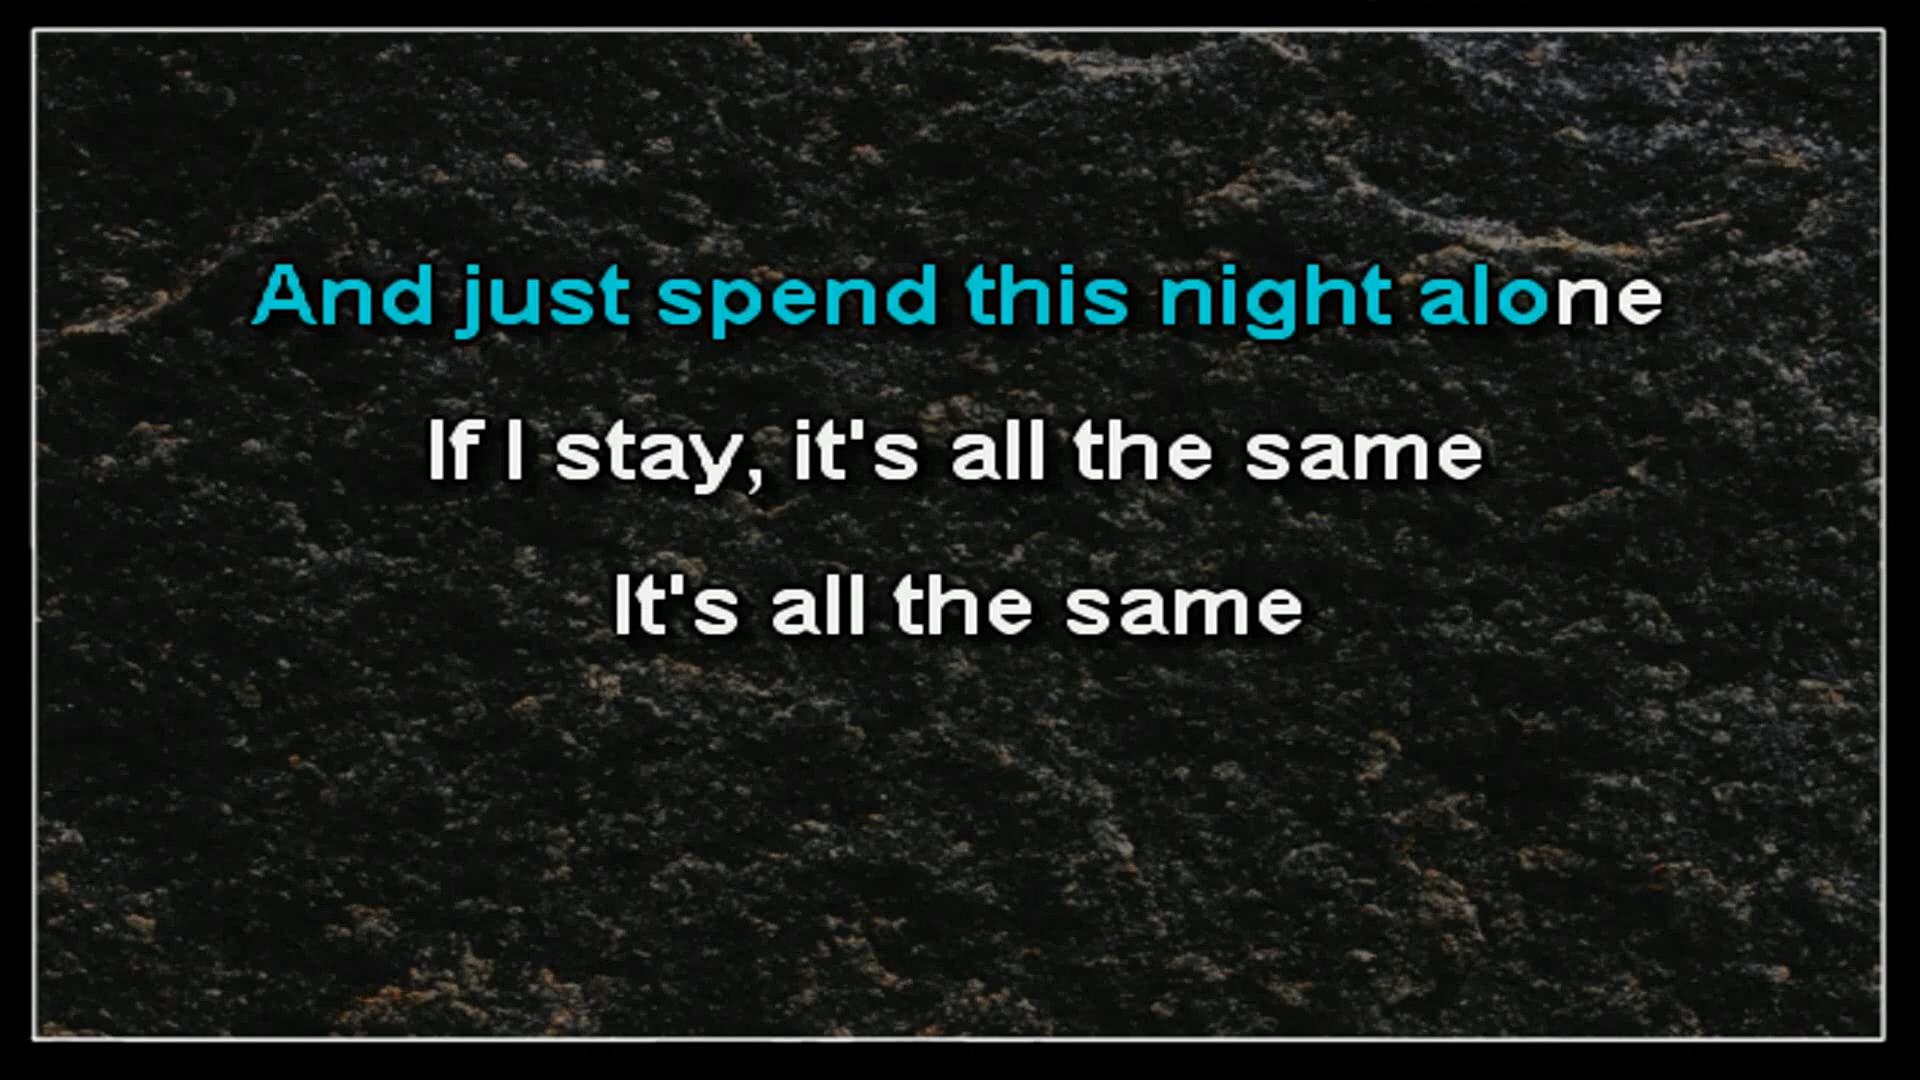 And just spend this night alone
If I stay, it's all the same
It's all the same